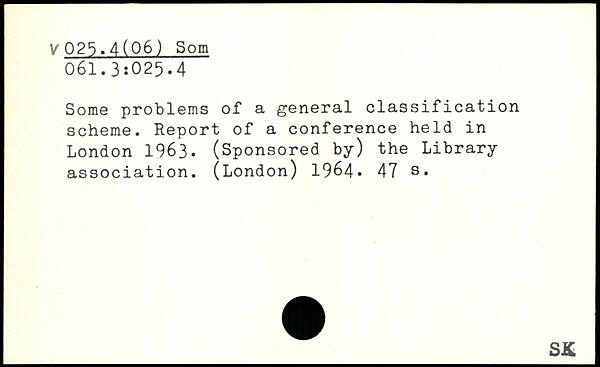 v 025.4(06) Som
061.3:025.4
Some problems of a general classification
scheme. Report of a conference held in
London 1963. (Sponsored by) the Library
association. (London) 1964. 47 s.
SK